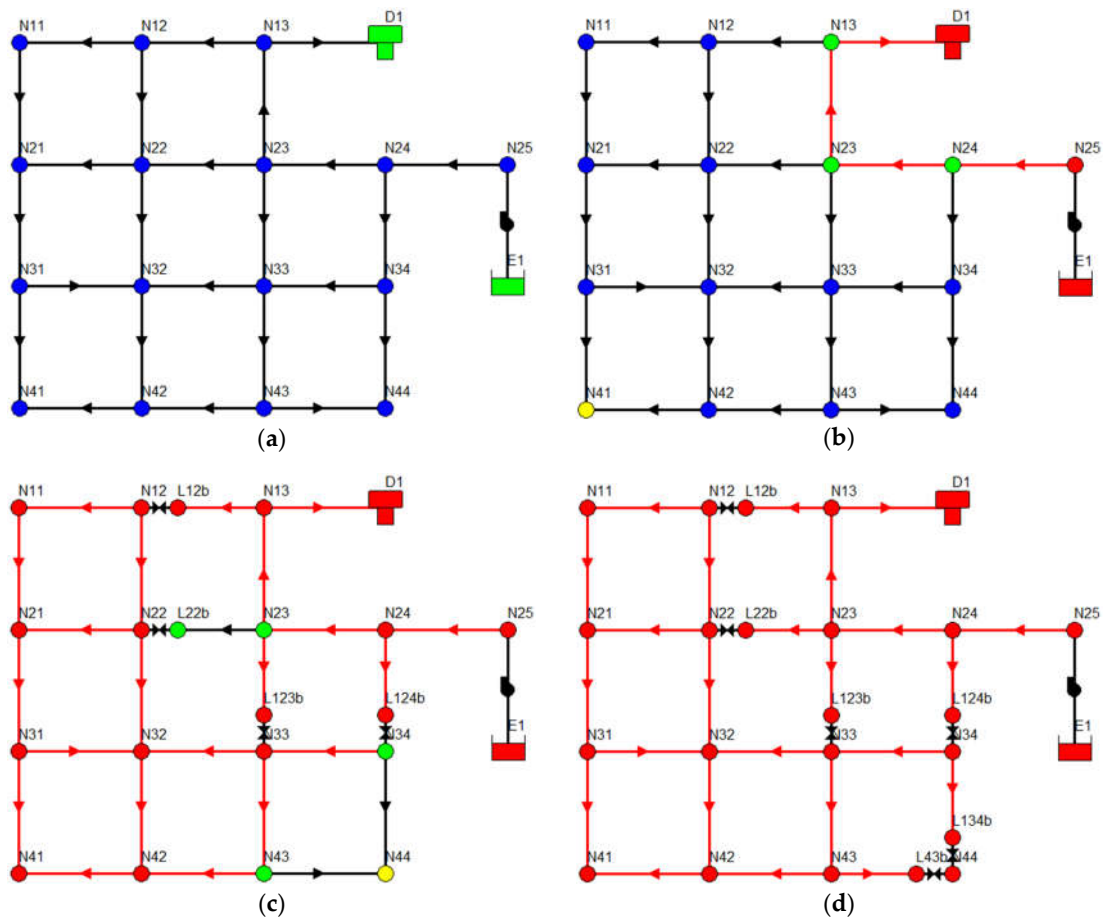 N11 N12 N13 D1
N21 N22 N23 N24 N25
E1
N31 N32 N33 N34
N41 N42 N43 N44
(a)
N11 N12 N13 D1
N21 N22 N23 N24 N25
E1
N31 N32 N33 N34
N41 N42 N43 N44
(b)
N11 N12 L12b N13 D1
N21 N22 L22b N23 N24 N25
L123b L124b
E1
N31 N32 N33 N34
N41 N42 N43 N44
(c)
N11 N12 L12b N13 D1
N21 N22 L22b N23 N24 N25
L123b L124b
E1
N31 N32 N33 N34
L134b
N41 N42 N43 L43b N44
(d)